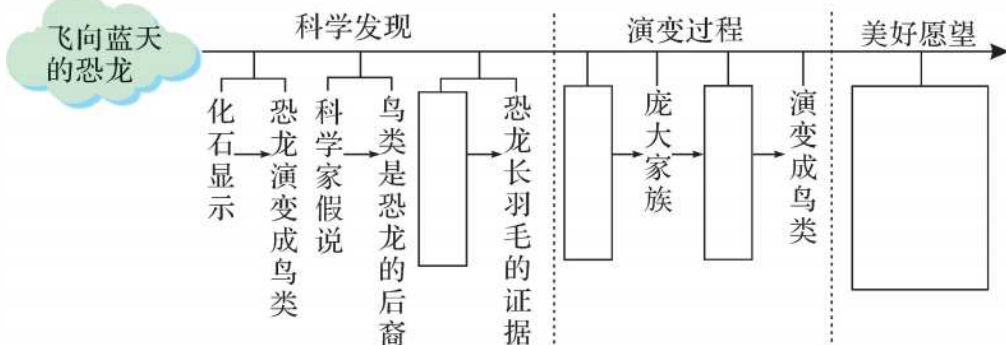 飞向蓝天
的恐龙
科学发现
演变过程
美好愿望
化石显示
恐龙演变成鸟类
科学家假说
鸟类是恐龙的后裔
恐龙长羽毛的证据
庞大家族
演变成鸟类